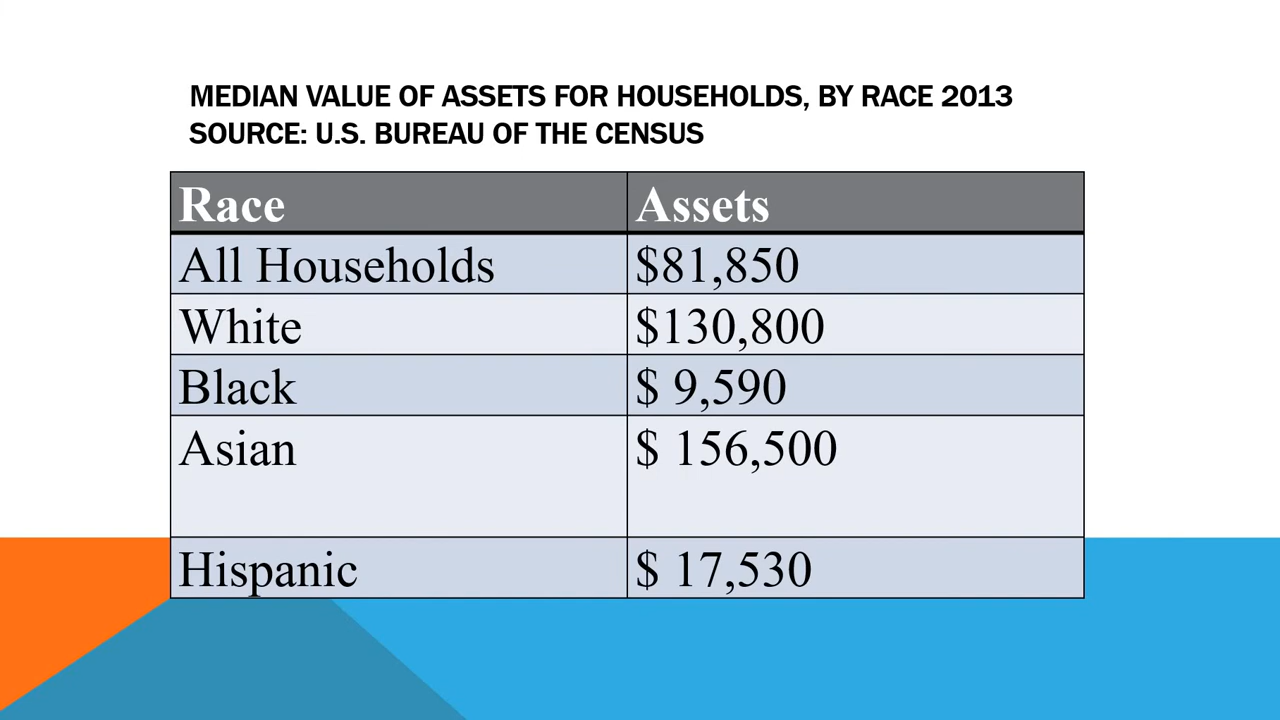 MEDIAN VALUE OF ASSETS FOR HOUSEHOLDS, BY RACE 2013
SOURCE: U.S. BUREAU OF THE CENSUS
Race Assets
All Households $81,850
White $130,800
Black $ 9,590
Asian $ 156,500
Hispanic $ 17,530